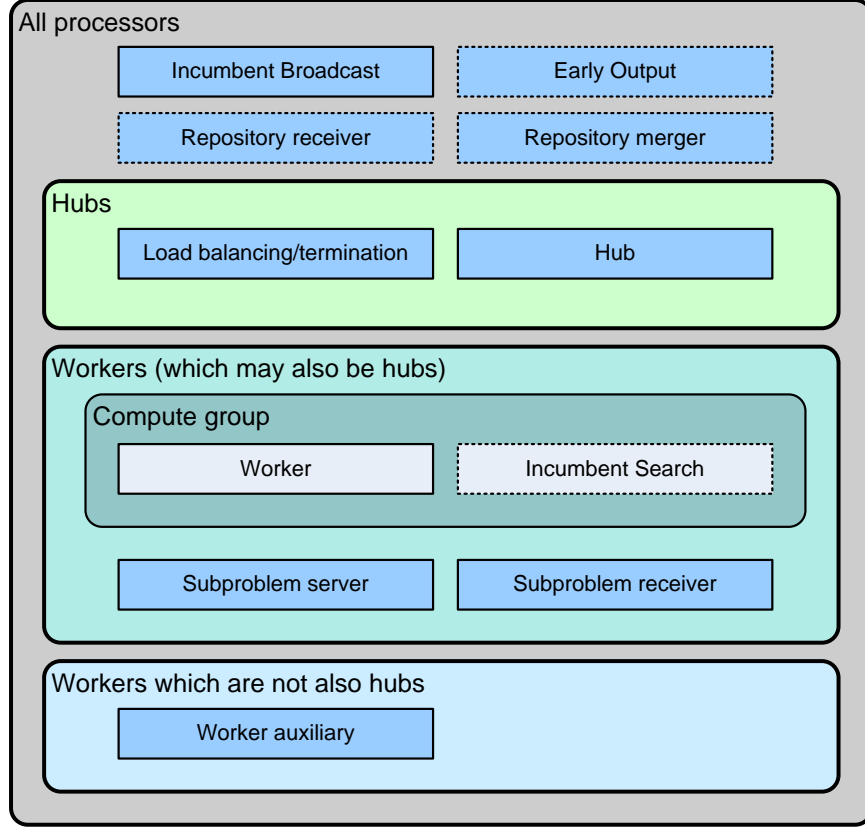 All processors
Incumbent Broadcast
Early Output
Repository receiver
Repository merger
Hubs
Load balancing/termination
Hub
Workers (which may also be hubs)
Compute group
Worker
Incumbent Search
Subproblem server
Subproblem receiver
Workers which are not also hubs
Worker auxiliary